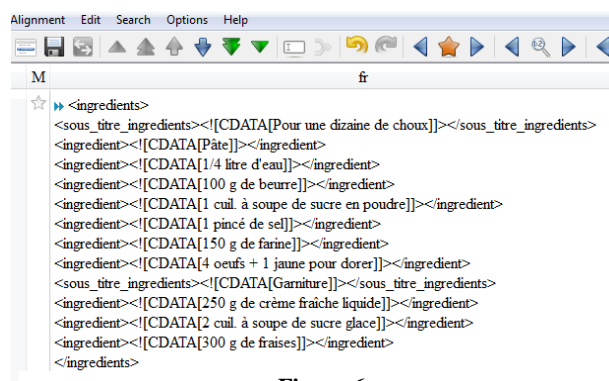 Alignment Edit Search Options Help
M fr
<ingredients>
<sous_titre_ingredients><![CDATA[Pour une dizaine de choux]]></sous_titre_ingredients>
<ingredient><![CDATA[Pâte]]></ingredient>
<ingredient><![CDATA[1/4 litre d'eau]]></ingredient>
<ingredient><![CDATA[100 g de beurre]]></ingredient>
<ingredient><![CDATA[1 cuil. à soupe de sucre en poudre]]></ingredient>
<ingredient><![CDATA[1 pincé de sel]]></ingredient>
<ingredient><![CDATA[150 g de farine]]></ingredient>
<ingredient><![CDATA[4 oeufs + 1 jaune pour dorer]]></ingredient>
<sous_titre_ingredients><![CDATA[Garniture]]></sous_titre_ingredients>
<ingredient><![CDATA[250 g de crème fraîche liquide]]></ingredient>
<ingredient><![CDATA[2 cuil. à soupe de sucre glace]]></ingredient>
<ingredient><![CDATA[300 g de fraises]]></ingredient>
</ingredients>